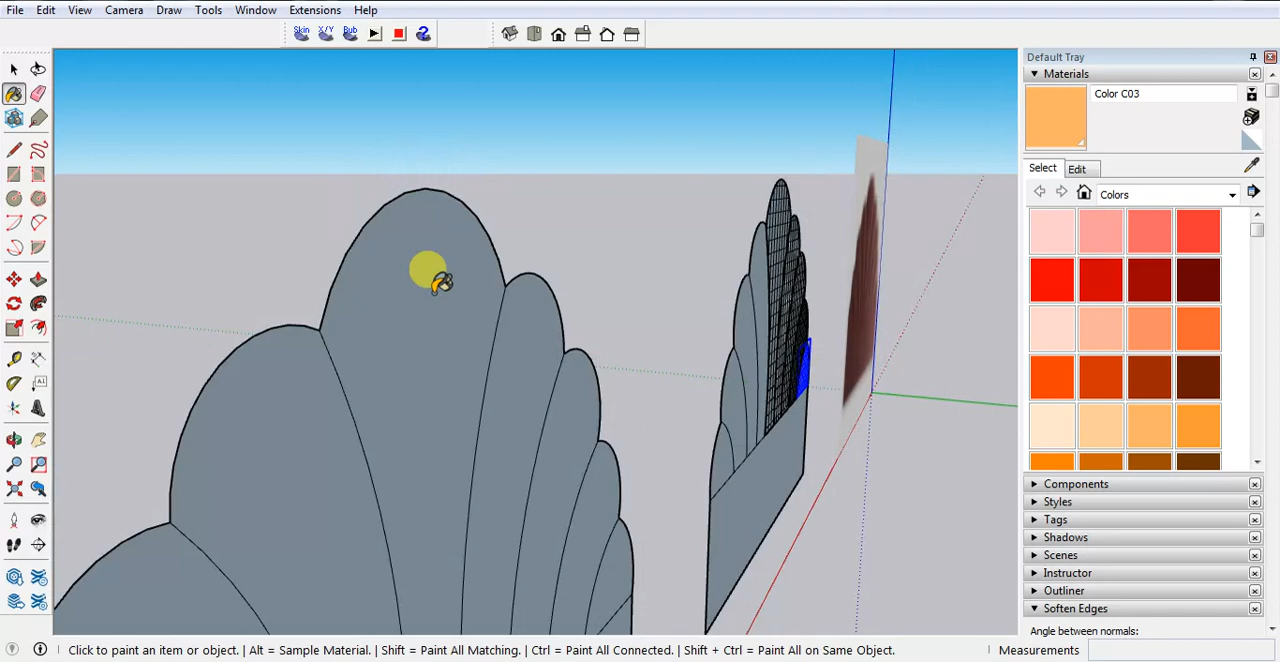 File Edit View Camera Draw Tools Window Extensions Help
Skin X/Y Bub
Default Tray
Materials
Color C03
Select Edit
Colors
Components
Styles
Tags
Shadows
Scenes
Instructor
Outliner
Soften Edges
Angle between normals:
Click to paint an item or object. | Alt = Sample Material. | Shift = Paint All Matching. | Ctrl = Paint All Connected. | Shift + Ctrl = Paint All on Same Object.
Measurements